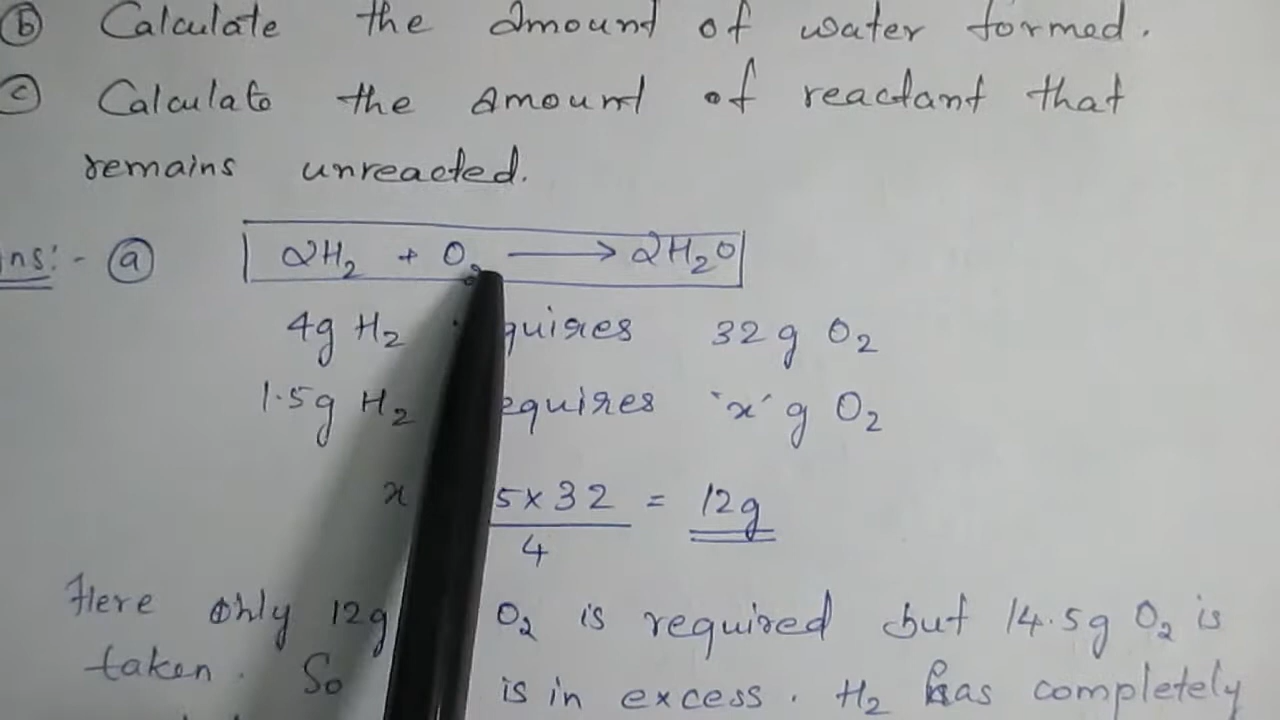 ⓑ Calculate the amount of water formed.
ⓒ Calculate the amount of reactant that
remains unreacted.
ns:- ⓐ 2H₂ + O₂ ⟶ 2H₂O
4g H₂ quires 32g O₂
1.5g H₂ equires 'x' g O₂
x 5x32 = 12g
4
Here only 12g O₂ is required but 14.5g O₂ is
taken. So is in excess. H₂ has completely